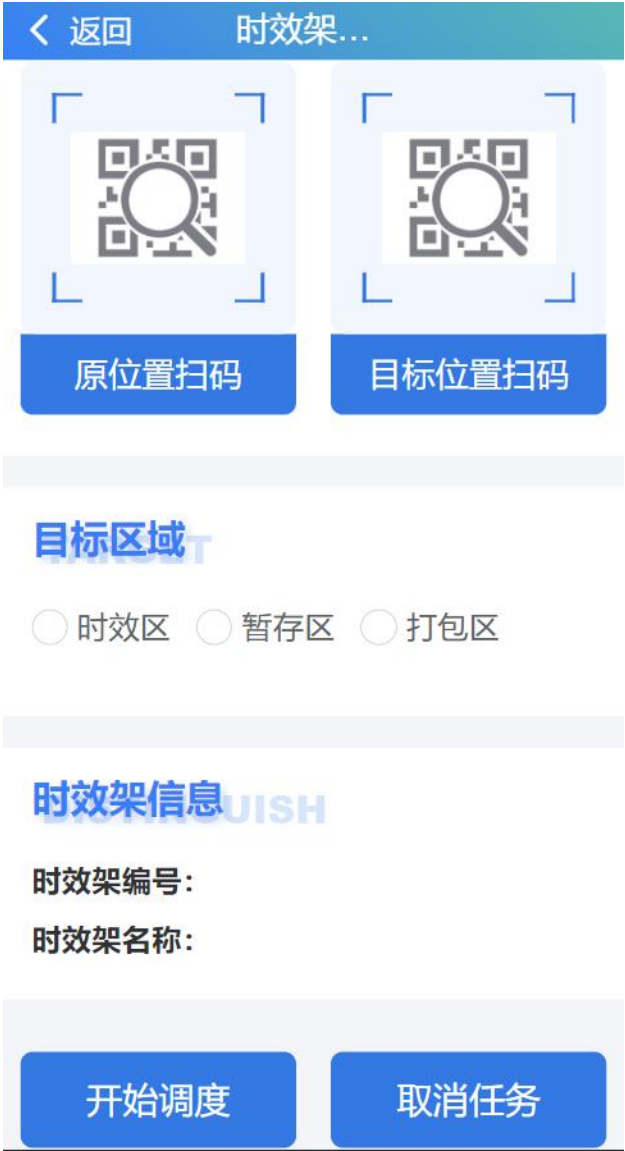 返回 时效架...
原位置扫码 目标位置扫码
目标区域
TARGET
时效区 暂存区 打包区
时效架信息
DISTINGUISH
时效架编号：
时效架名称：
开始调度 取消任务